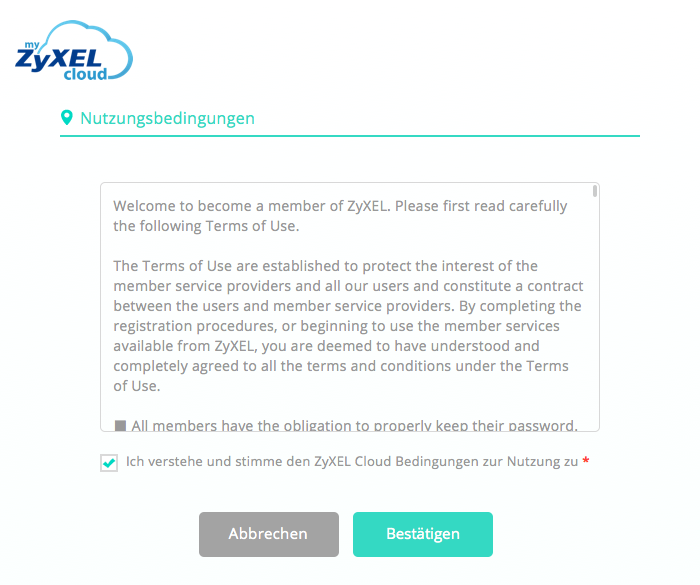 my
ZyXEL
cloud
Nutzungsbedingungen
Welcome to become a member of ZyXEL. Please first read carefully
the following Terms of Use.
The Terms of Use are established to protect the interest of the
member service providers and all our users and constitute a contract
between the users and member service providers. By completing the
registration procedures, or beginning to use the member services
available from ZyXEL, you are deemed to have understood and
completely agreed to all the terms and conditions under the Terms
of Use.
■ All members have the obligation to properly keep their password.
Ich verstehe und stimme den ZyXEL Cloud Bedingungen zur Nutzung zu *
Abbrechen
Bestätigen